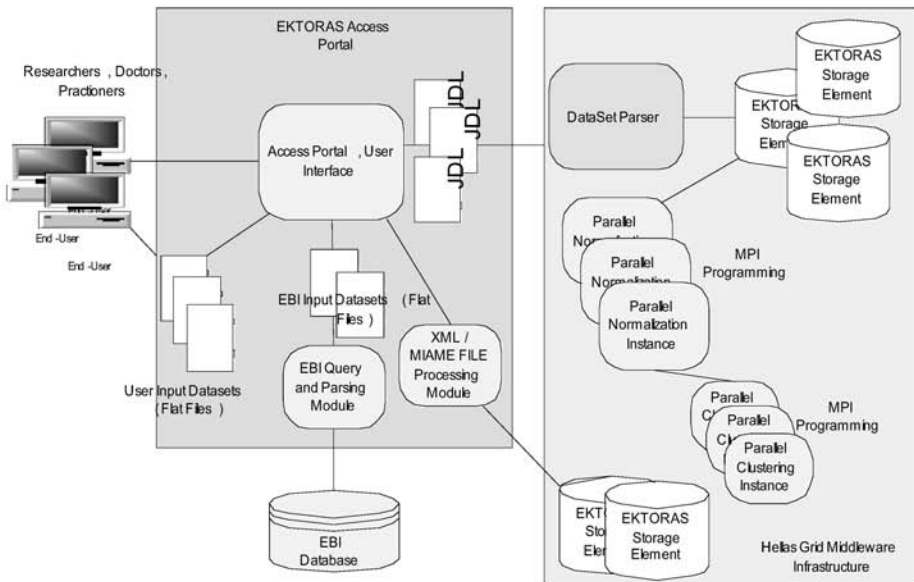 EKTORAS Access
Portal
Researchers , Doctors ,
Practioners
End -User
End -User
Access Portal , User
Interface
JDL
JDL
JDL
DataSet Parser
EKTORAS
Storage
Element
EKTORAS
Storage
Element
EKTORAS
Storage
Element
Parallel
Parallel
Normalization
Parallel
Normalization
Instance
MPI
Programming
EBI Input Datasets ( Flat
Files )
User Input Datasets
( Flat Files )
EBI Query
and Parsing
Module
XML /
MIAME FILE
Processing
Module
Parallel
Parallel
Parallel
Clustering
Instance
MPI
Programming
EKTORAS
Storage
Element
EBI
Database
Hellas Grid Middleware
Infrastructure